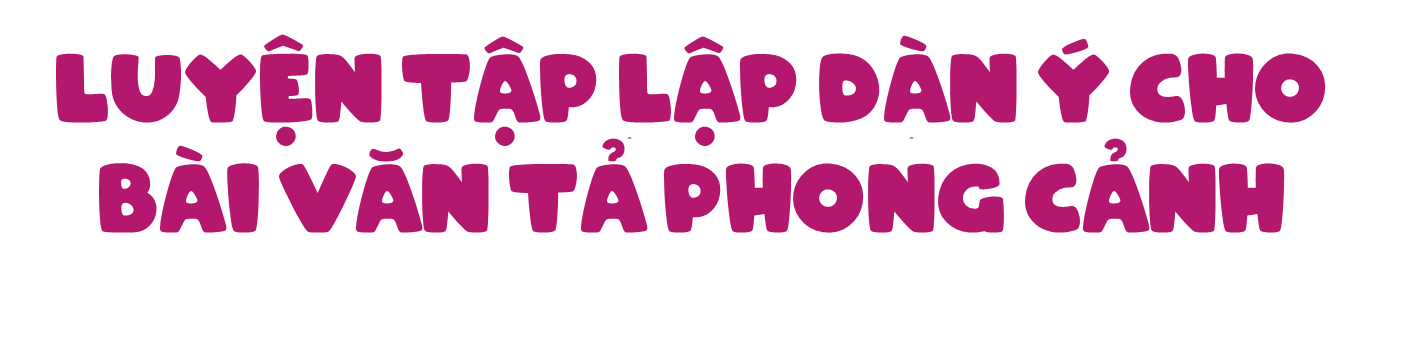 LUYỆN TẬP LẬP DÀN Ý CHO
BÀI VĂN TẢ PHONG CẢNH